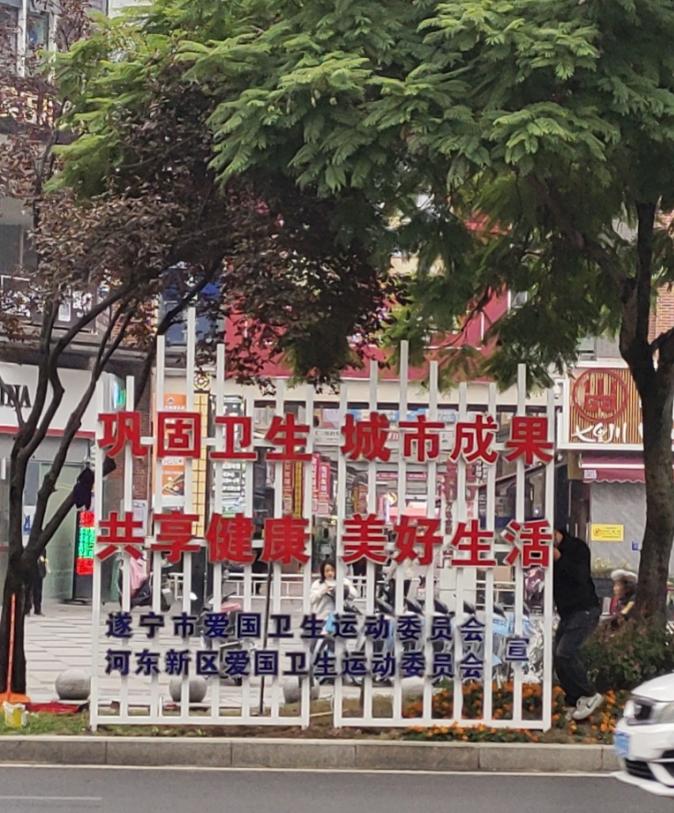 巩固卫生 城市成果
共享健康 美好生活
遂宁市爱国卫生运动委员会
河东新区爱国卫生运动委员会
宣